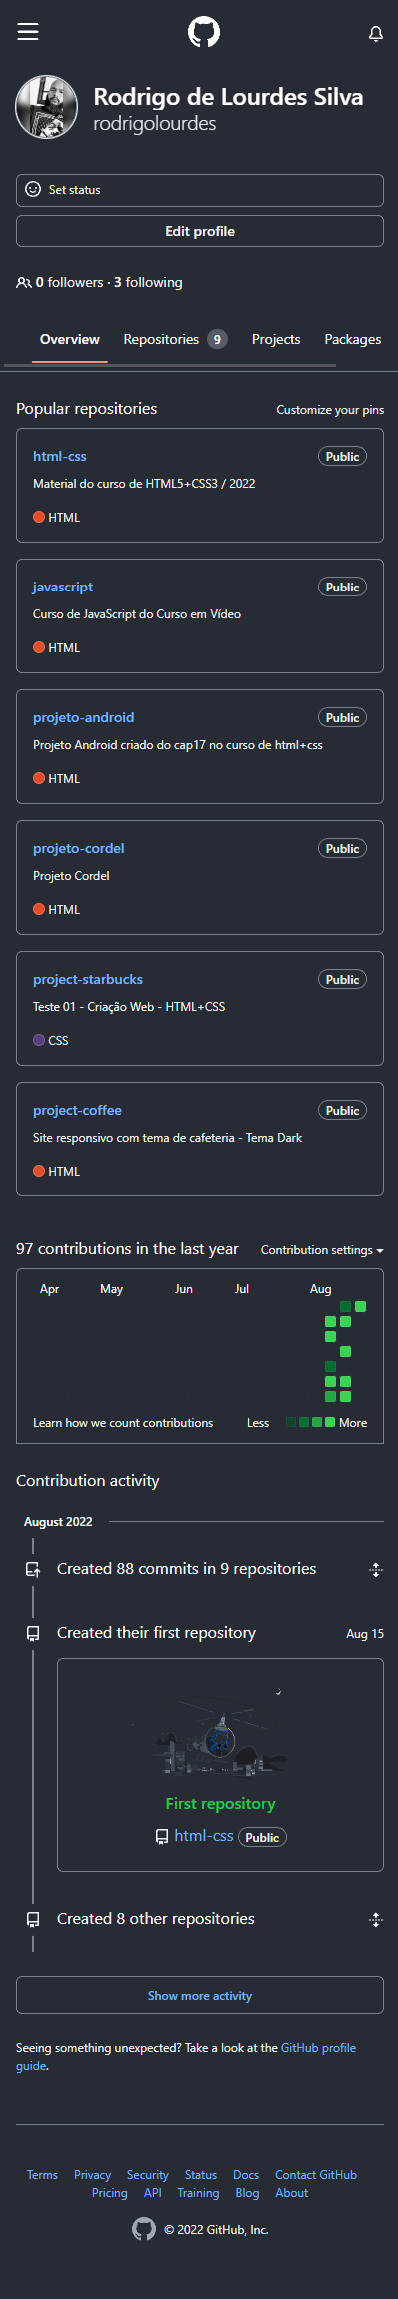 Rodrigo de Lourdes Silva
rodrigolourdes
Set status
Edit profile
0 followers · 3 following
Overview Repositories 9 Projects Packages
Popular repositories Customize your pins
html-css Public
Material do curso de HTML5+CSS3 / 2022
HTML
javascript Public
Curso de JavaScript do Curso em Vídeo
HTML
projeto-android Public
Projeto Android criado do cap17 no curso de html+css
HTML
projeto-cordel Public
Projeto Cordel
HTML
project-starbucks Public
Teste 01 - Criação Web - HTML+CSS
CSS
project-coffee Public
Site responsivo com tema de cafeteria - Tema Dark
HTML
97 contributions in the last year Contribution settings
Apr May Jun Jul Aug
Learn how we count contributions Less More
Contribution activity
August 2022
Created 88 commits in 9 repositories
Created their first repository Aug 15
First repository
html-css Public
Created 8 other repositories
Show more activity
Seeing something unexpected? Take a look at the GitHub profile
guide.
Terms Privacy Security Status Docs Contact GitHub
Pricing API Training Blog About
© 2022 GitHub, Inc.